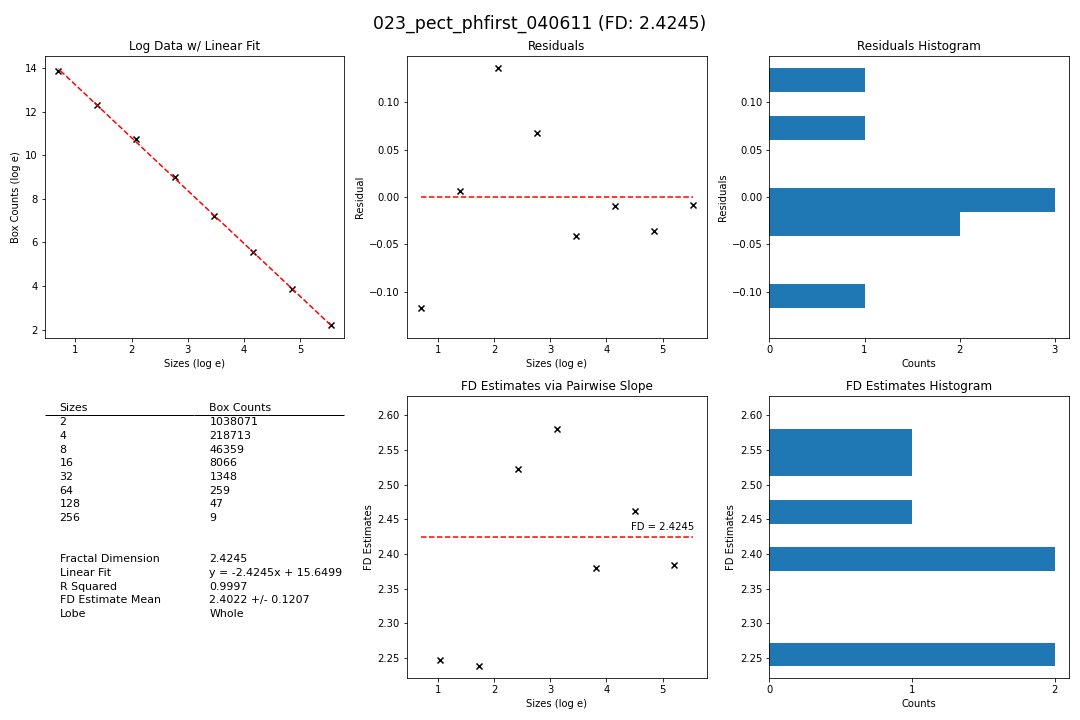 023_pect_phfirst_040611 (FD: 2.4245)
Log Data w/ Linear Fit
Box Counts (log e)
14
12
10
8
6
4
2
1 2 3 4 5
Sizes (log e)
Residuals
Residual
0.10
0.05
0.00
−0.05
−0.10
1 2 3 4 5
Sizes (log e)
Residuals Histogram
Residuals
0.10
0.05
0.00
−0.05
−0.10
0 1 2 3
Counts
Sizes Box Counts
2 1038071
4 218713
8 46359
16 8066
32 1348
64 259
128 47
256 9
Fractal Dimension 2.4245
Linear Fit y = -2.4245x + 15.6499
R Squared 0.9997
FD Estimate Mean 2.4022 +/- 0.1207
Lobe Whole
FD Estimates via Pairwise Slope
FD Estimates
2.60
2.55
2.50
2.45
2.40
2.35
2.30
2.25
FD = 2.4245
1 2 3 4 5
Sizes (log e)
FD Estimates Histogram
FD Estimates
2.60
2.55
2.50
2.45
2.40
2.35
2.30
2.25
0 1 2
Counts